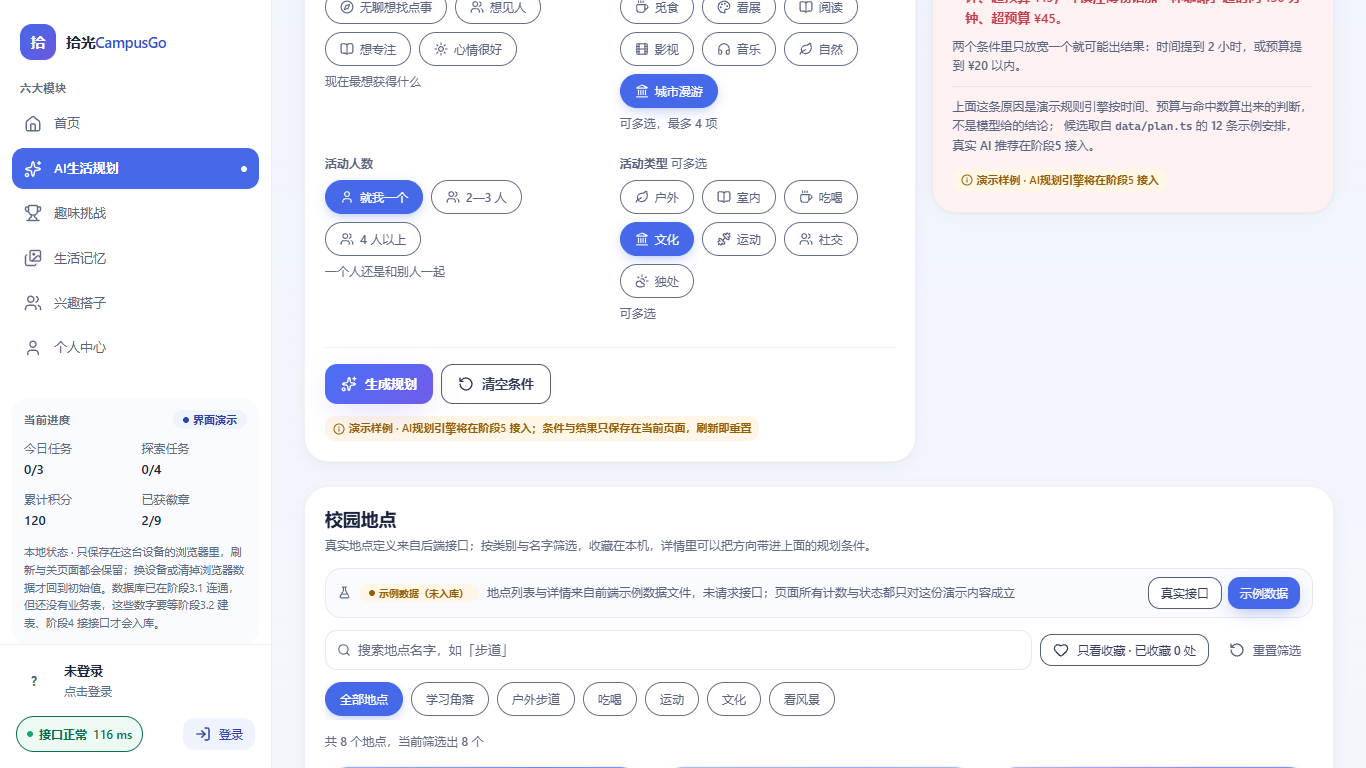 拾 拾光CampusGo
六大模块
首页
AI生活规划
趣味挑战
生活记忆
兴趣搭子
个人中心
当前进度 界面演示
今日任务 探索任务
0/3 0/4
累计积分 已获徽章
120 2/9
本地状态 · 只保存在这台设备的浏览器里，刷
新与关页面都会保留；换设备或清掉浏览器数
据才回到初始值。数据库已在阶段3.1 连通，
但还没有业务表，这些数字要等阶段3.2 建
表、阶段4 接接口才会入库。
? 未登录
点击登录
接口正常 116 ms 登录
无聊想找点事 想见人
想专注 心情很好
现在最想获得什么
觅食 看展 阅读
影视 音乐 自然
城市漫游
可多选，最多 4 项
活动人数
就我一个 2—3 人
4 人以上
一个人还是和别人一起
活动类型 可多选
户外 室内 吃喝
文化 运动 社交
独处
可多选
生成规划 清空条件
演示样例 · AI规划引擎将在阶段5 接入；条件与结果只保存在当前页面，刷新即重置
钟、超预算 ¥45。
两个条件里只放宽一个就可能出结果：时间提到 2 小时，或预算提
到 ¥20 以内。
上面这条原因是演示规则引擎按时间、预算与命中数算出来的判断，
不是模型给的结论； 候选取自 data/plan.ts 的 12 条示例安排，
真实 AI 推荐在阶段5 接入。
演示样例 · AI规划引擎将在阶段5 接入
校园地点
真实地点定义来自后端接口；按类别与名字筛选，收藏在本机，详情里可以把方向带进上面的规划条件。
示例数据（未入库） 地点列表与详情来自前端示例数据文件，未请求接口；页面所有计数与状态都只对这份演示内容成立 真实接口 示例数据
搜索地点名字，如「步道」 只看收藏 · 已收藏 0 处 重置筛选
全部地点 学习角落 户外步道 吃喝 运动 文化 看风景
共 8 个地点，当前筛选出 8 个